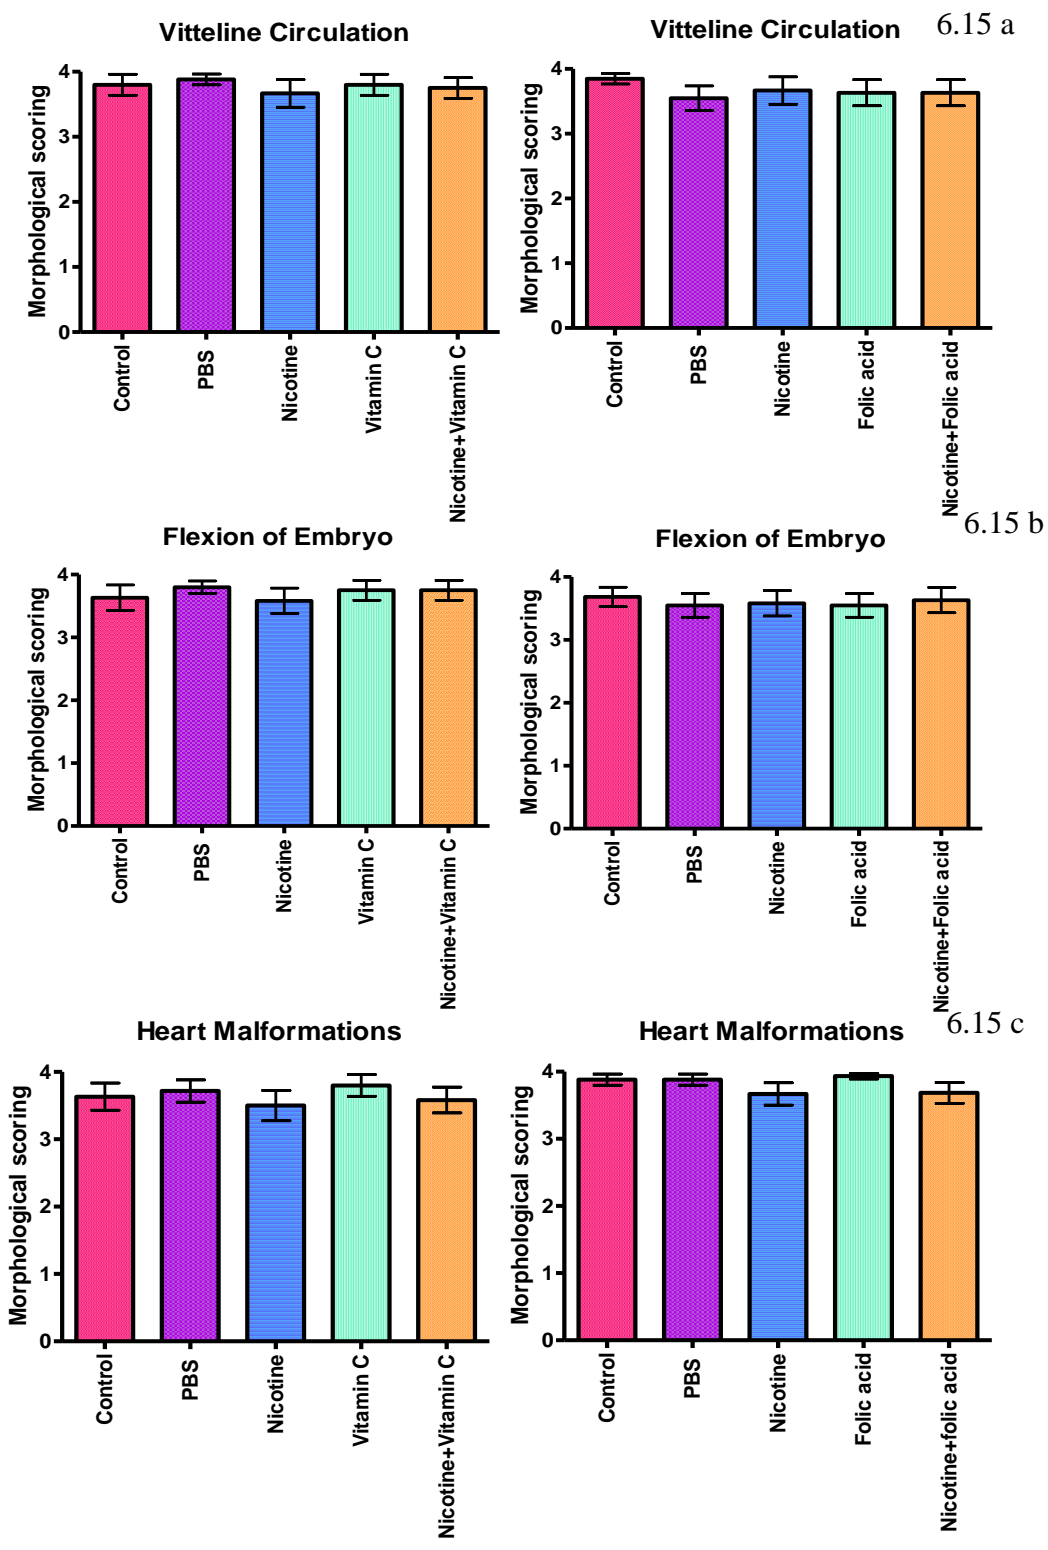 Vitteline Circulation
Morphological scoring
4
3
2
1
0
Control
PBS
Nicotine
Vitamin C
Nicotine+Vitamin C
Vitteline Circulation
6.15 a
Morphological scoring
4
3
2
1
0
Control
PBS
Nicotine
Folic acid
Nicotine+Folic acid
Flexion of Embryo
Morphological scoring
4
3
2
1
0
Control
PBS
Nicotine
Vitamin C
Nicotine+Vitamin C
Flexion of Embryo
6.15 b
Morphological scoring
4
3
2
1
0
Control
PBS
Nicotine
Folic acid
Nicotine+Folic acid
Heart Malformations
Morphological scoring
4
3
2
1
0
Control
PBS
Nicotine
Vitamin C
Nicotine+Vitamin C
Heart Malformations
6.15 c
Morphological scoring
4
3
2
1
0
Control
PBS
Nicotine
Folic acid
Nicotine+folic acid